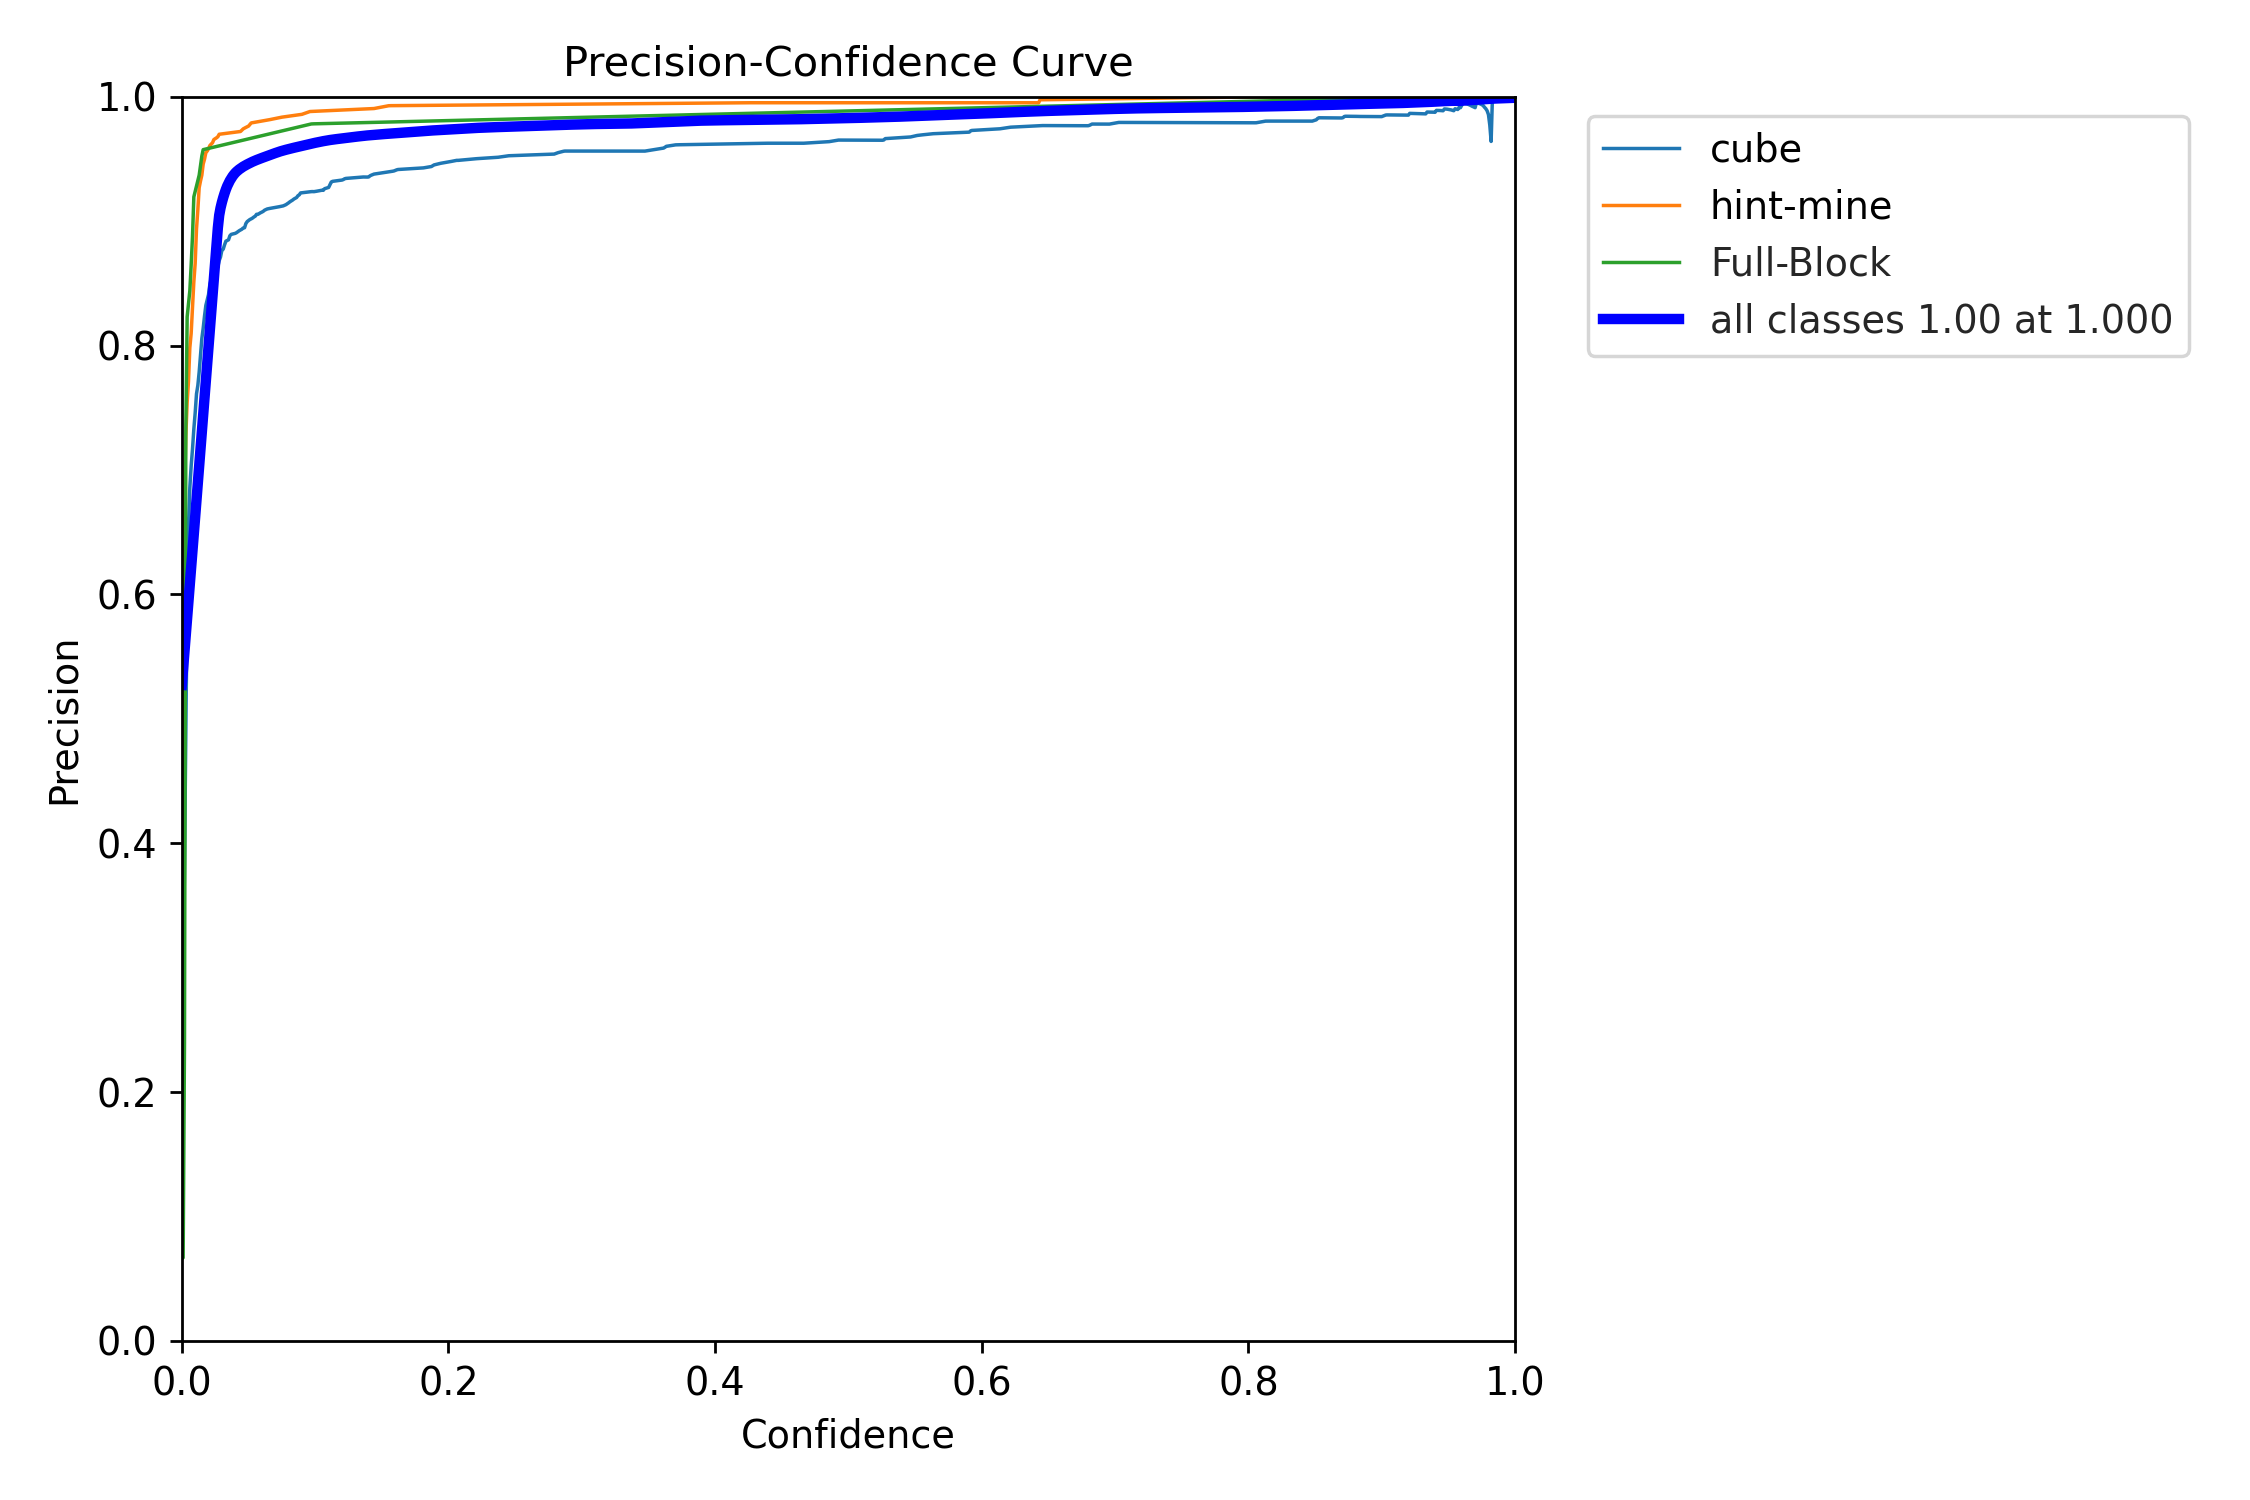 Precision-Confidence Curve
1.0
0.8
0.6
0.4
0.2
0.0
Precision
0.0 0.2 0.4 0.6 0.8 1.0
Confidence
cube
hint-mine
Full-Block
all classes 1.00 at 1.000